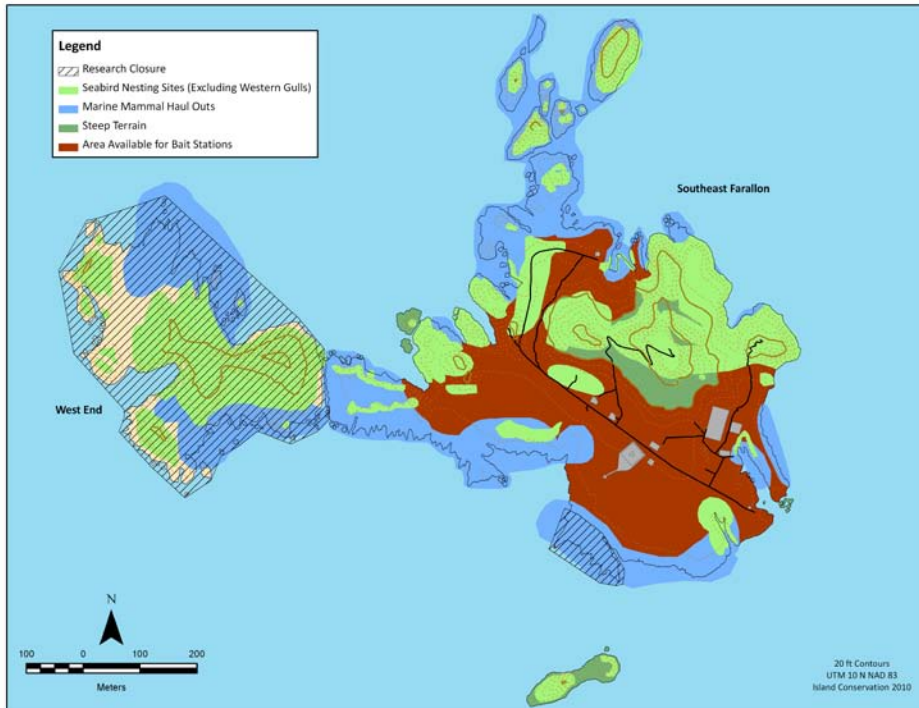 Legend
Research Closure
Seabird Nesting Sites (Excluding Western Gulls)
Marine Mammal Haul Outs
Steep Terrain
Area Available for Bait Stations
Southeast Farallon
West End
N
100 0 100 200
Meters
20 ft Contours
UTM 10 N NAD 83
Island Conservation 2010